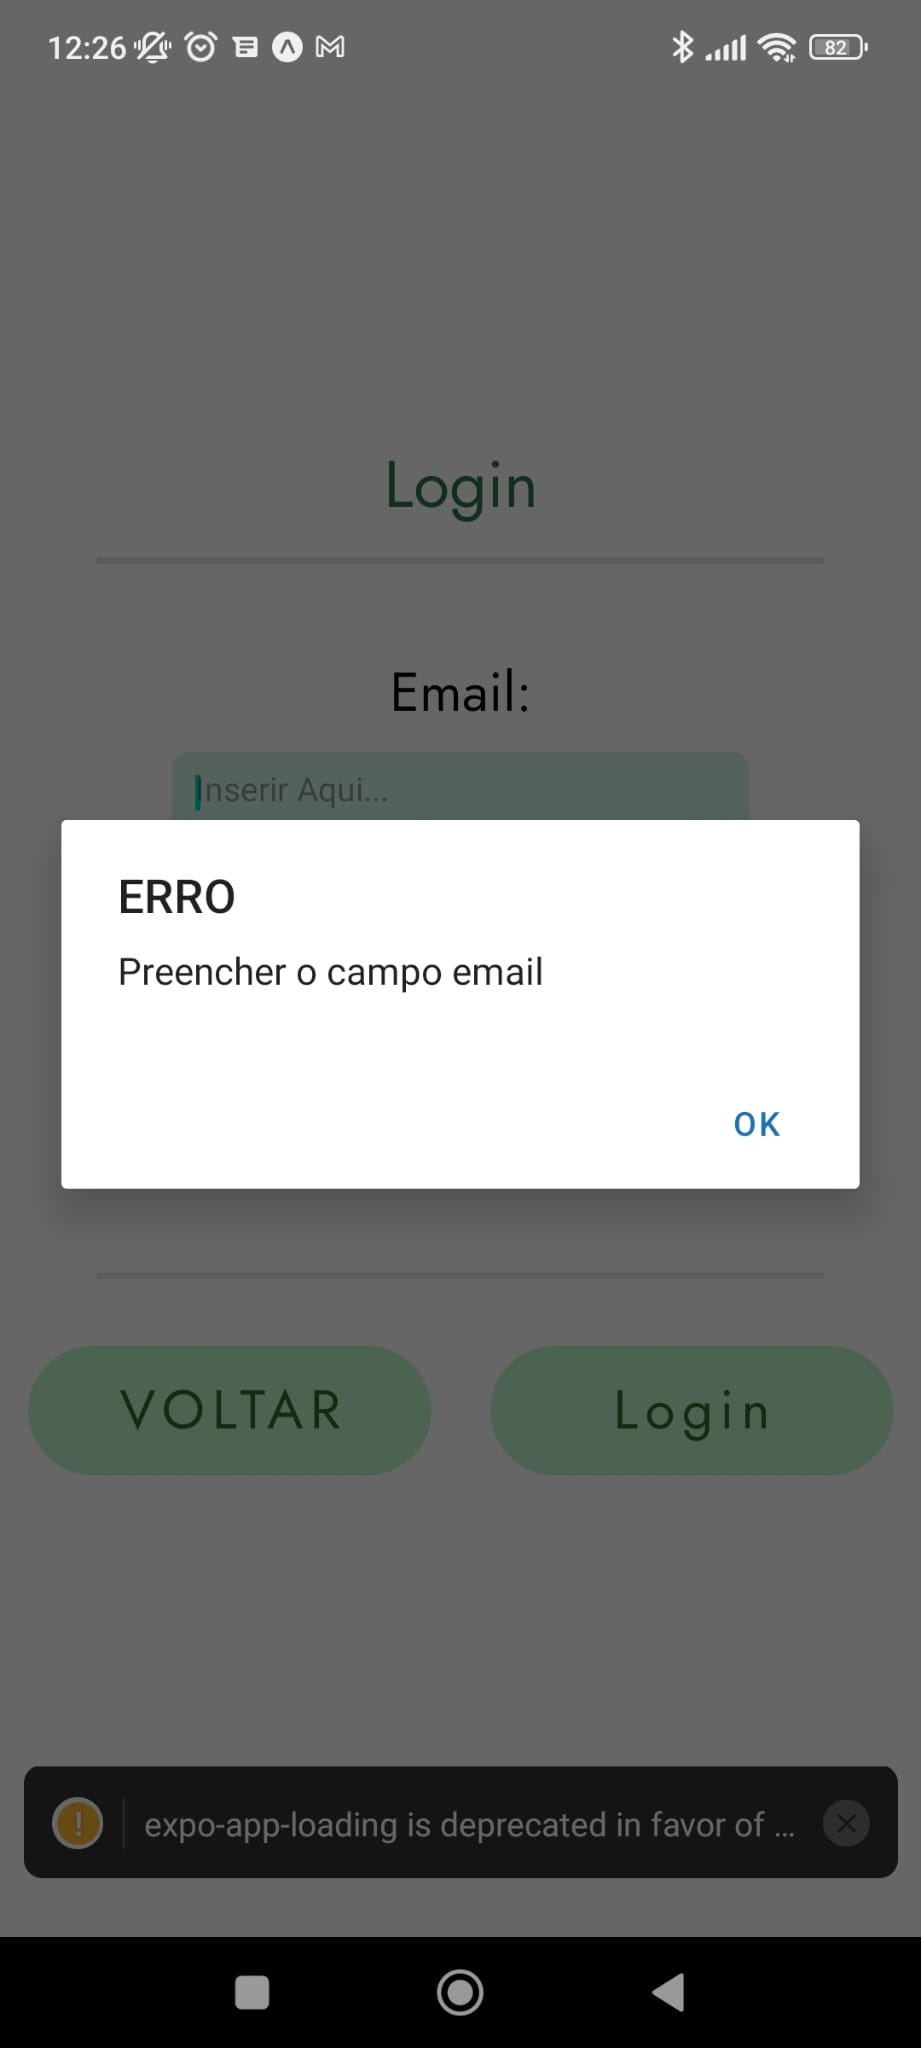 12:26
82
Login
Email:
Inserir Aqui...
ERRO
Preencher o campo email
OK
VOLTAR
Login
expo-app-loading is deprecated in favor of ...